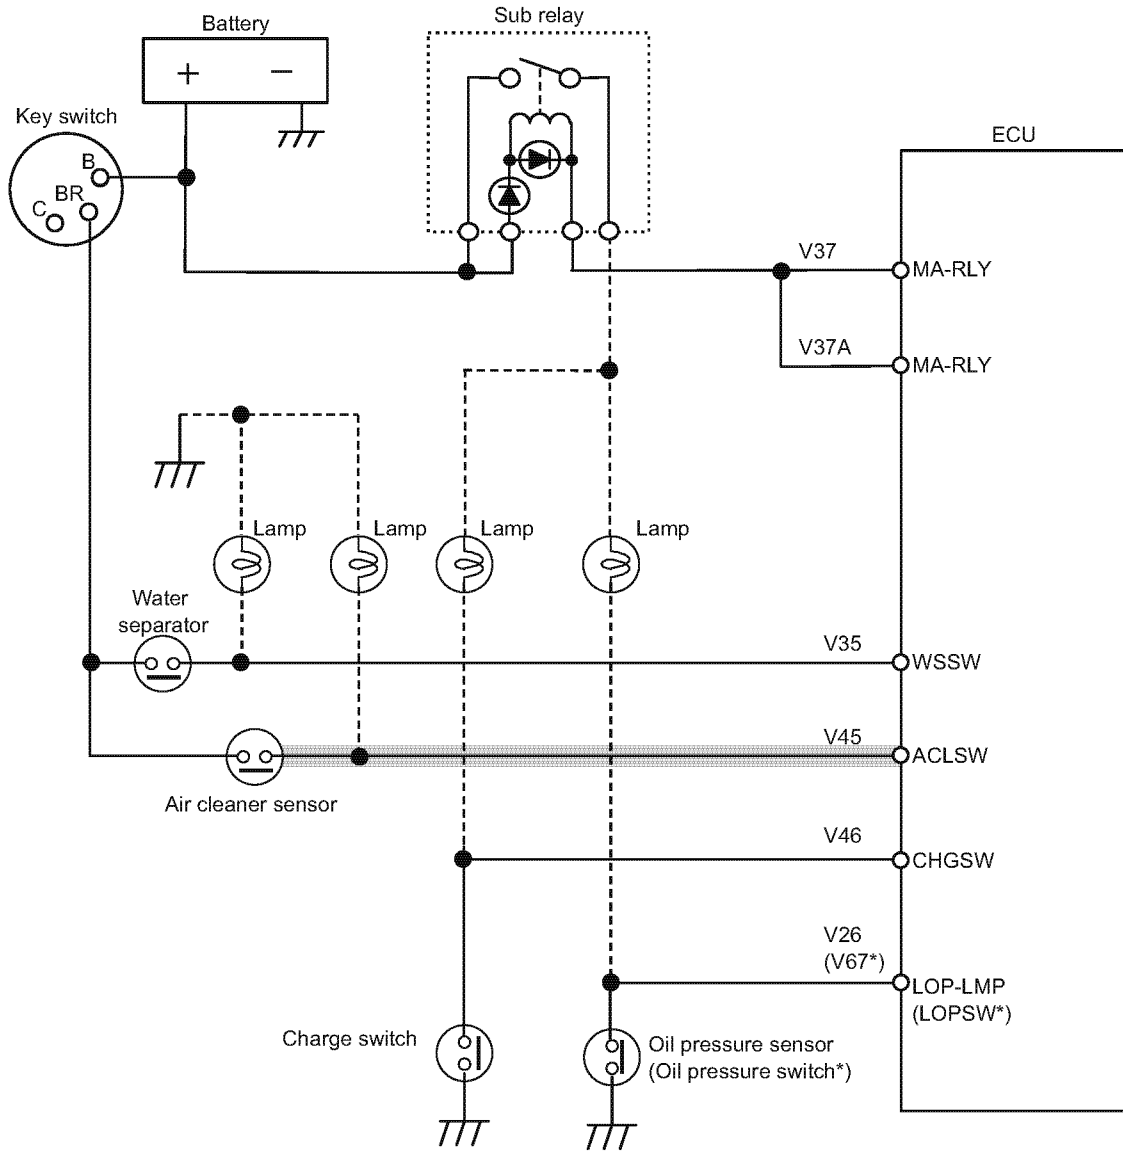 Sub relay
Battery
+ −
Key switch
B
BR
C
ECU
V37
MA-RLY
V37A
MA-RLY
Lamp
Lamp
Lamp
Lamp
Water
separator
V35
WSSW
V45
ACLSW
Air cleaner sensor
V46
CHGSW
V26
(V67*)
LOP-LMP
(LOPSW*)
Charge switch
Oil pressure sensor
(Oil pressure switch*)